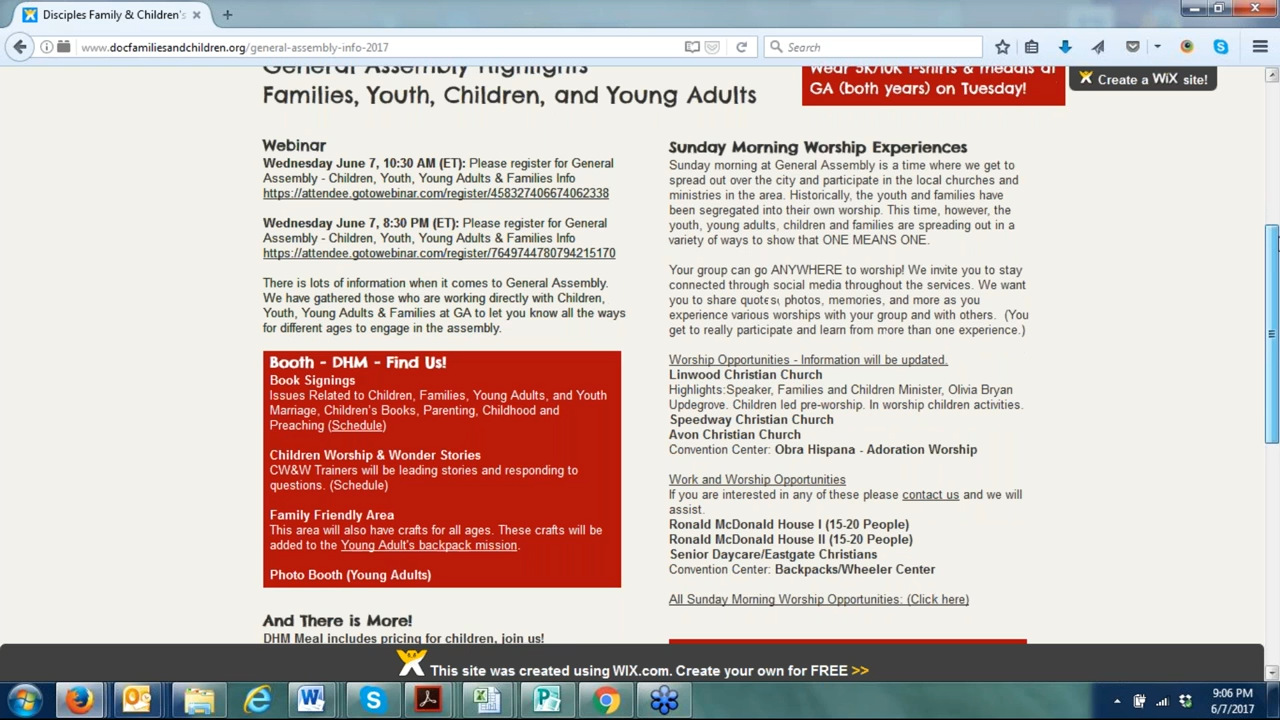 Disciples Family & Children's
www.docfamiliesandchildren.org/general-assembly-info-2017
Search
General Assembly Highlights
Families, Youth, Children, and Young Adults
Wear 5K/10K T-shirts & medals at
GA (both years) on Tuesday!
Create a WiX site!
Webinar
Wednesday June 7, 10:30 AM (ET): Please register for General
Assembly - Children, Youth, Young Adults & Families Info
https://attendee.gotowebinar.com/register/458327406674062338
Wednesday June 7, 8:30 PM (ET): Please register for General
Assembly - Children, Youth, Young Adults & Families Info
https://attendee.gotowebinar.com/register/7649744780794215170
There is lots of information when it comes to General Assembly.
We have gathered those who are working directly with Children,
Youth, Young Adults & Families at GA to let you know all the ways
for different ages to engage in the assembly.
Booth - DHM - Find Us!
Book Signings
Issues Related to Children, Families, Young Adults, and Youth
Marriage, Children's Books, Parenting, Childhood and
Preaching (Schedule)
Children Worship & Wonder Stories
CW&W Trainers will be leading stories and responding to
questions. (Schedule)
Family Friendly Area
This area will also have crafts for all ages. These crafts will be
added to the Young Adult's backpack mission.
Photo Booth (Young Adults)
And There is More!
DHM Meal includes pricing for children, join us!
Sunday Morning Worship Experiences
Sunday morning at General Assembly is a time where we get to
spread out over the city and participate in the local churches and
ministries in the area. Historically, the youth and families have
been segregated into their own worship. This time, however, the
youth, young adults, children and families are spreading out in a
variety of ways to show that ONE MEANS ONE.
Your group can go ANYWHERE to worship! We invite you to stay
connected through social media throughout the services. We want
you to share quotes, photos, memories, and more as you
experience various worships with your group and with others. (You
get to really participate and learn from more than one experience.)
Worship Opportunities - Information will be updated.
Linwood Christian Church
Highlights:Speaker, Families and Children Minister, Olivia Bryan
Updegrove. Children led pre-worship. In worship children activities.
Speedway Christian Church
Avon Christian Church
Convention Center: Obra Hispana - Adoration Worship
Work and Worship Opportunities
If you are interested in any of these please contact us and we will
assist.
Ronald McDonald House I (15-20 People)
Ronald McDonald House II (15-20 People)
Senior Daycare/Eastgate Christians
Convention Center: Backpacks/Wheeler Center
All Sunday Morning Worship Opportunities: (Click here)
This site was created using WIX.com. Create your own for FREE >>
9:06 PM
6/7/2017